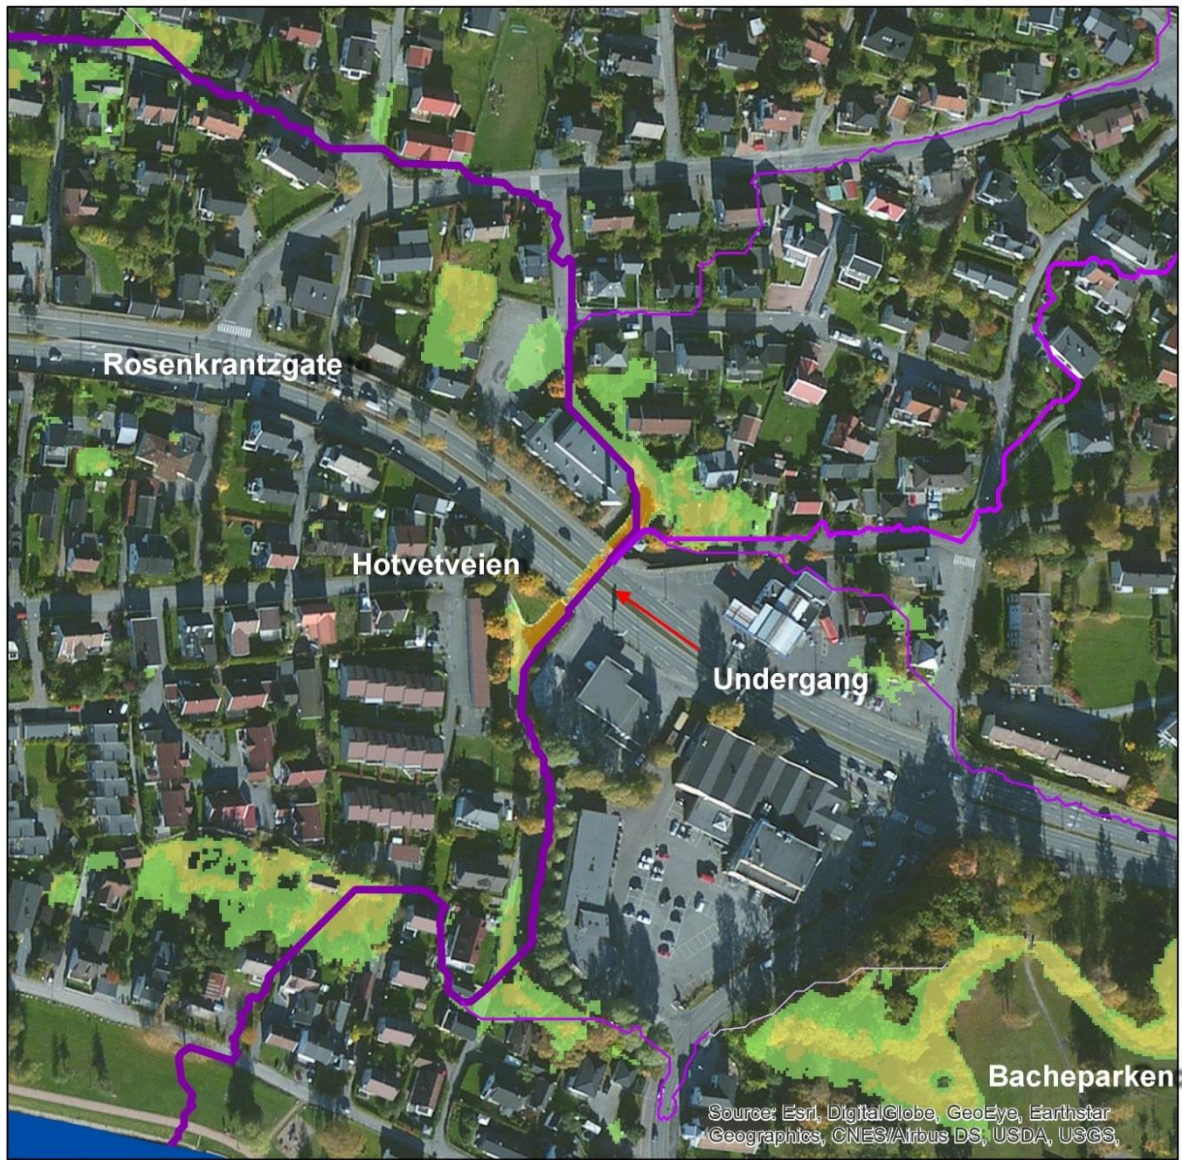 Rosenkrantzgate
Hotvetveien
Undergang
Bacheparken
Source: Esri, DigitalGlobe, GeoEye, Earthstar
Geographics, CNES/Airbus DS, USDA, USGS,